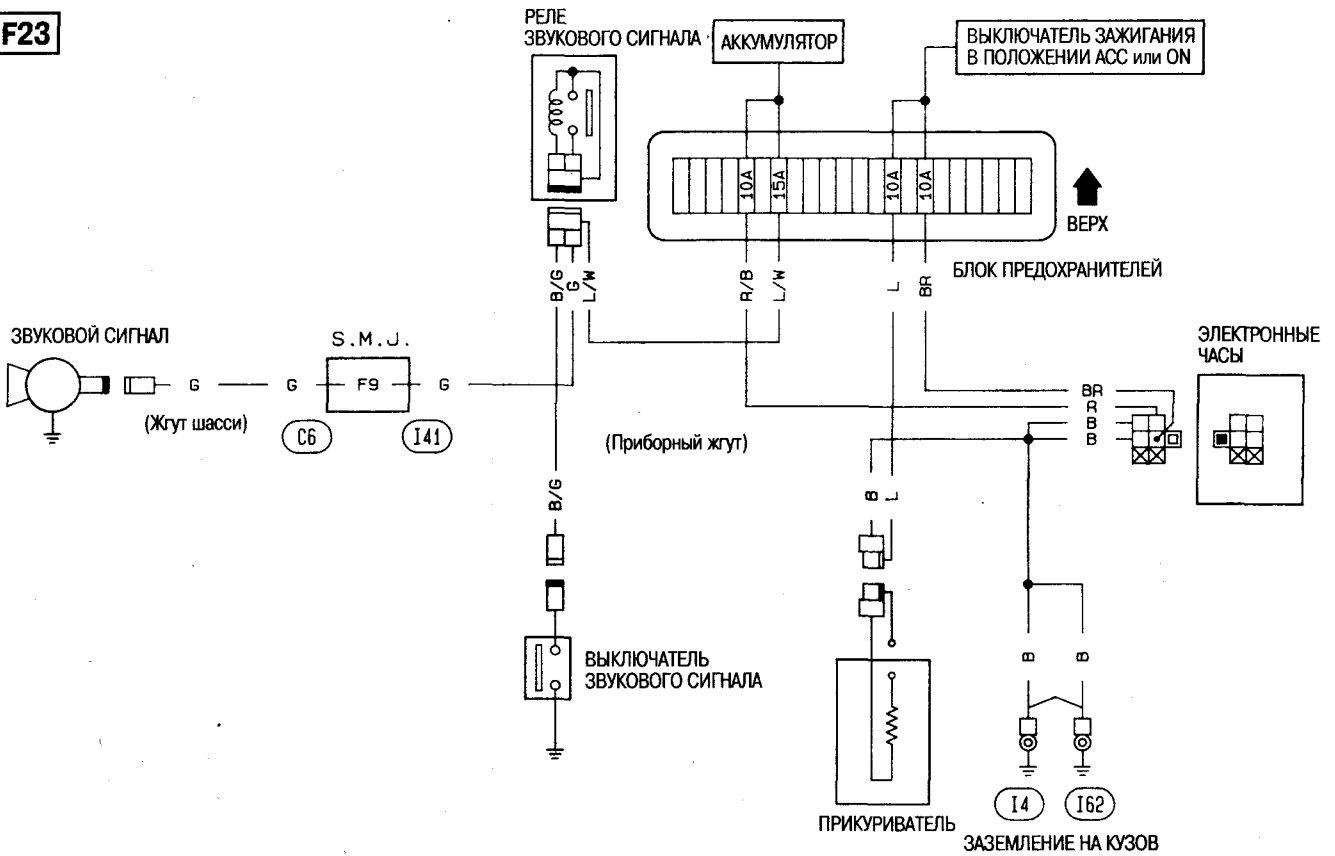 F23
РЕЛЕ
ЗВУКОВОГО СИГНАЛА
АККУМУЛЯТОР
ВЫКЛЮЧАТЕЛЬ ЗАЖИГАНИЯ
В ПОЛОЖЕНИИ ACC или ON
10A
15A
10A
10A
ВЕРХ
БЛОК ПРЕДОХРАНИТЕЛЕЙ
B/G
G
L/W
R/B
L/W
L
BR
ЗВУКОВОЙ СИГНАЛ
S.M.J.
G
G
F9
G
(Жгут шасси)
C6
I41
(Приборный жгут)
ЭЛЕКТРОННЫЕ
ЧАСЫ
BR
R
B
B
B/G
B
L
ВЫКЛЮЧАТЕЛЬ
ЗВУКОВОГО СИГНАЛА
B
B
ПРИКУРИВАТЕЛЬ
I4
I62
ЗАЗЕМЛЕНИЕ НА КУЗОВ